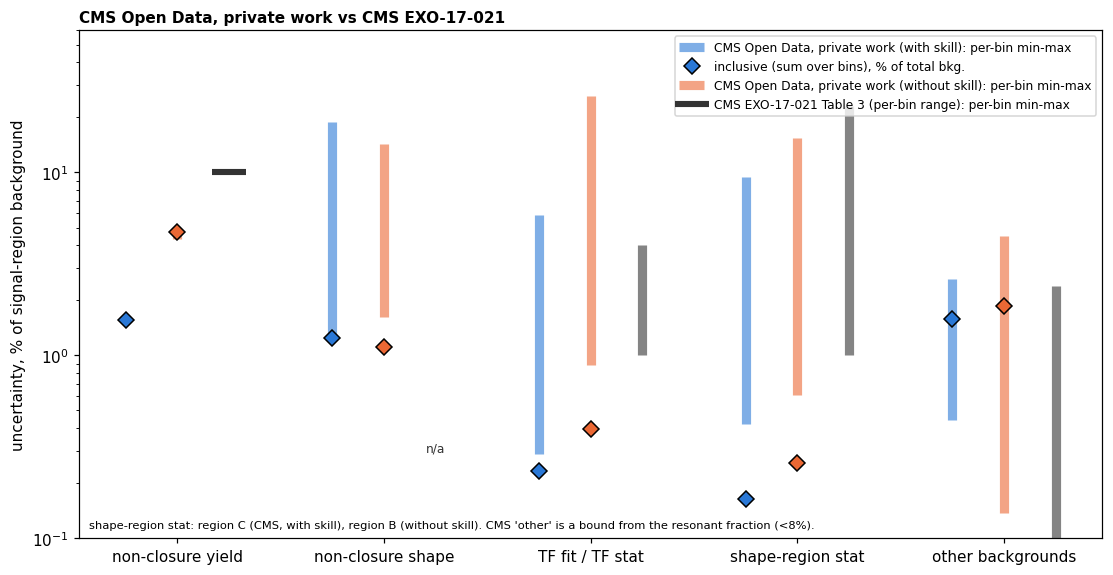 CMS Open Data, private work vs CMS EXO-17-021
CMS Open Data, private work (with skill): per-bin min-max
inclusive (sum over bins), % of total bkg.
CMS Open Data, private work (without skill): per-bin min-max
CMS EXO-17-021 Table 3 (per-bin range): per-bin min-max
uncertainty, % of signal-region background
10¹
10⁰
10⁻¹
n/a
shape-region stat: region C (CMS, with skill), region B (without skill). CMS 'other' is a bound from the resonant fraction (<8%).
non-closure yield
non-closure shape
TF fit / TF stat
shape-region stat
other backgrounds